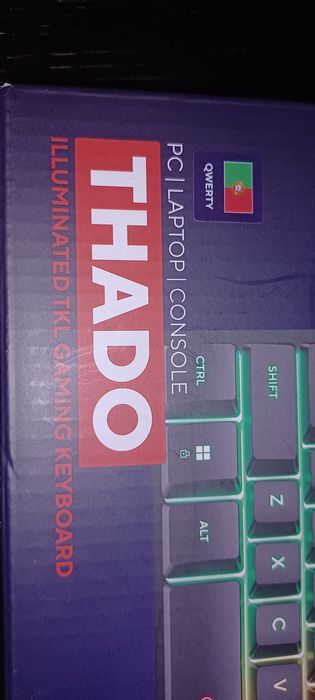 QWERTY
PC | LAPTOP | CONSOLE
THADO
ILLUMINATED TKL GAMING KEYBOARD
SHIFT
Z X C V
CTRL
ALT